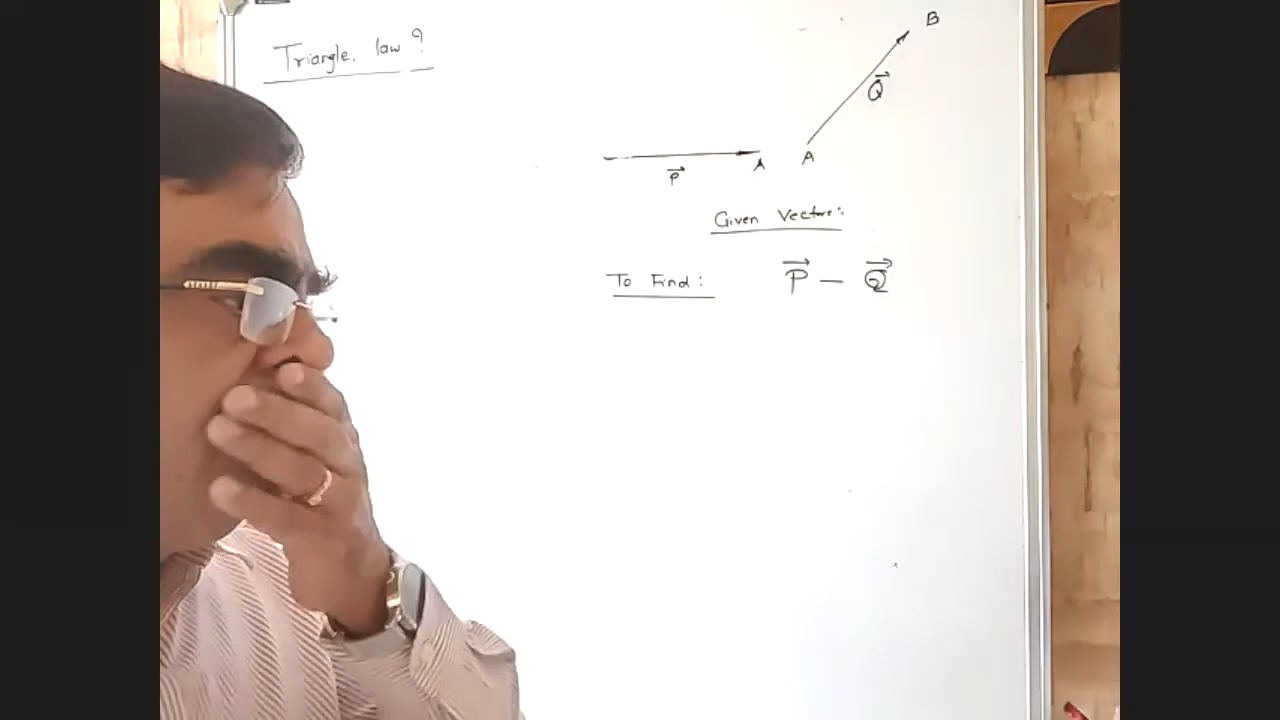 Triangle. law ?
B
Q⃗
A A
P⃗
Given Vectors:
To Find: P⃗ — Q⃗